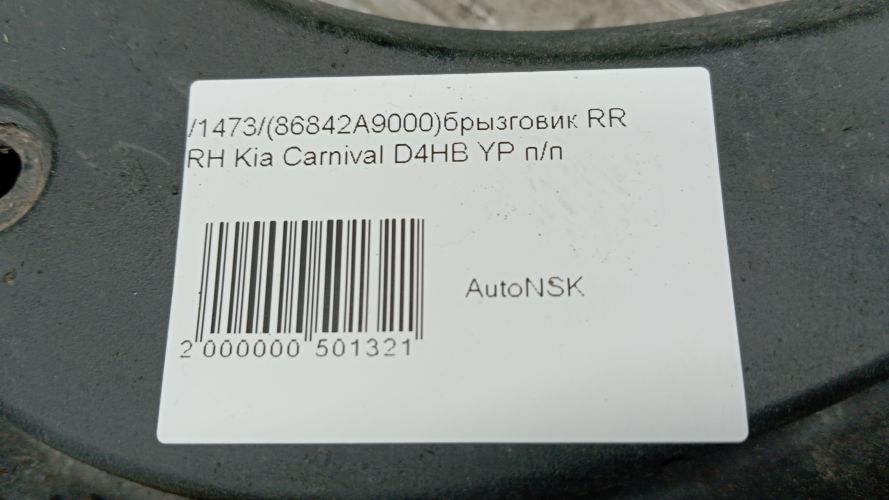 /1473/(86842A9000)брызговик RR
RH Kia Carnival D4HB YP п/п
AutoNSK
2 000000 501321